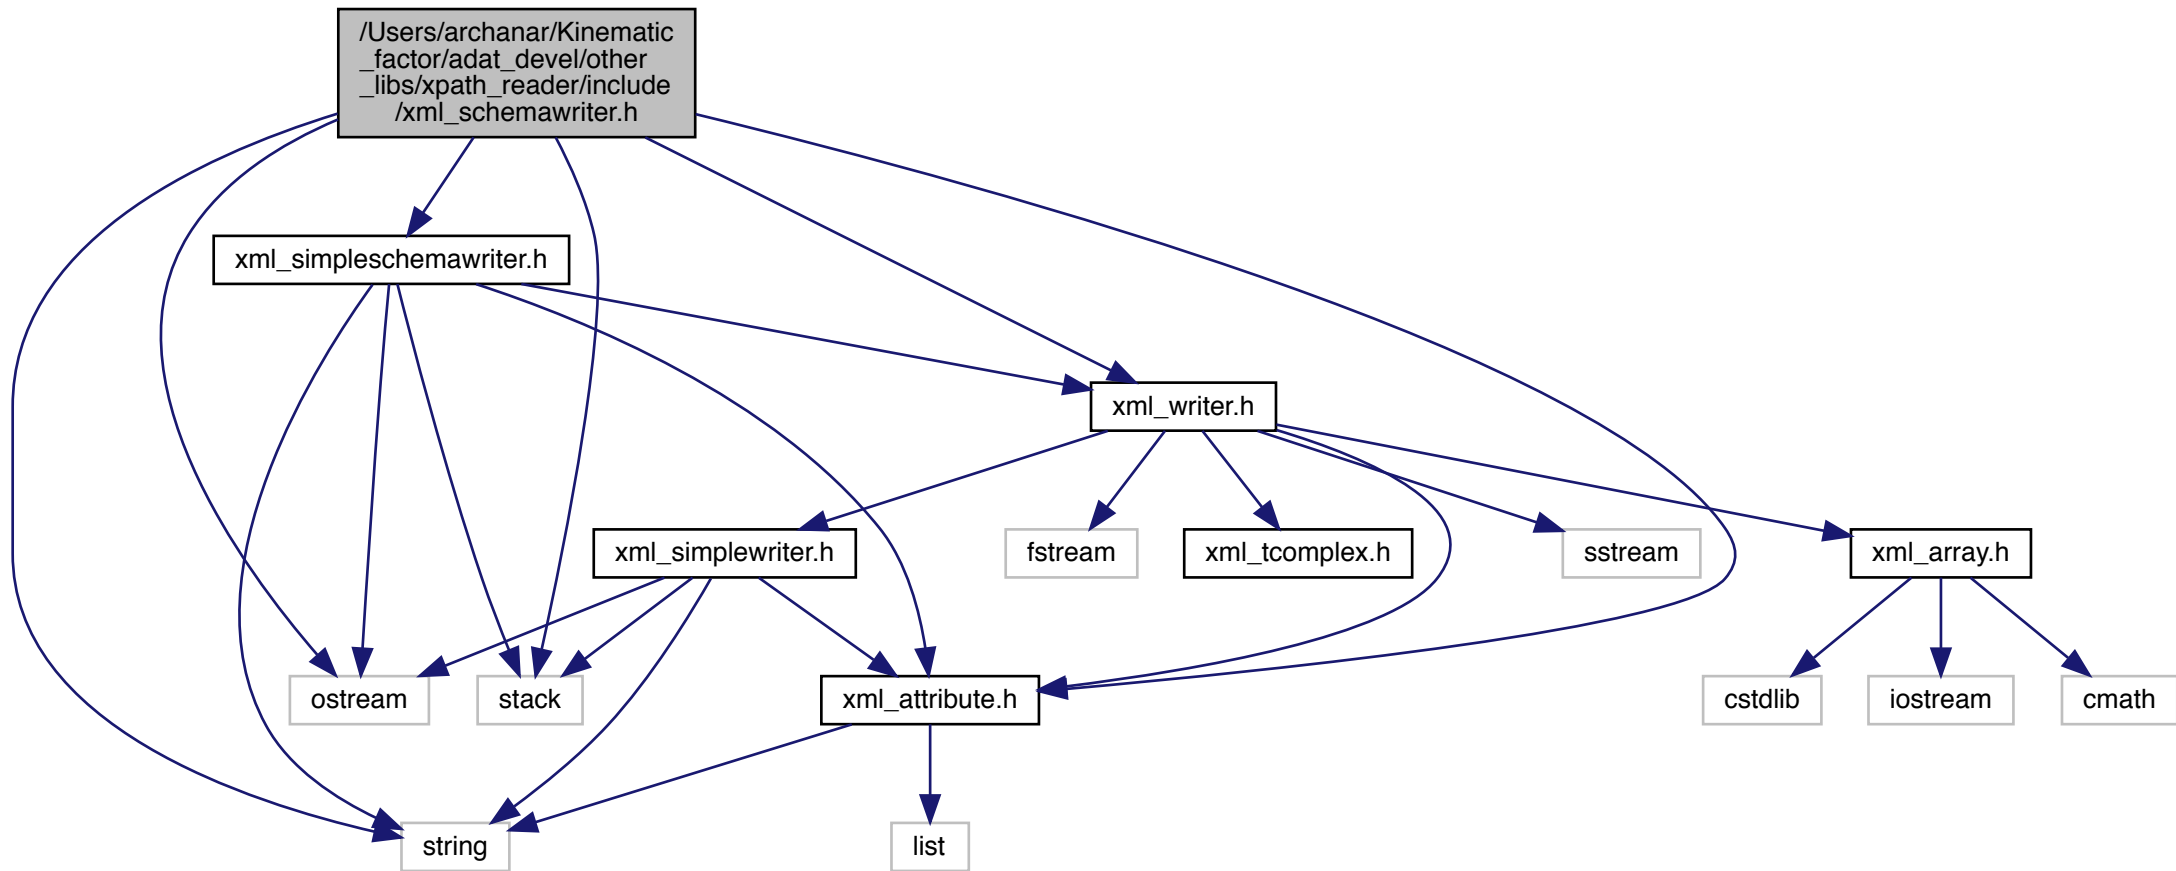 /Users/archanar/Kinematic
_factor/adat_devel/other
_libs/xpath_reader/include
/xml_schemawriter.h
xml_simpleschemawriter.h
xml_writer.h
xml_simplewriter.h
fstream
xml_tcomplex.h
sstream
xml_array.h
ostream
stack
xml_attribute.h
cstdlib
iostream
cmath
string
list